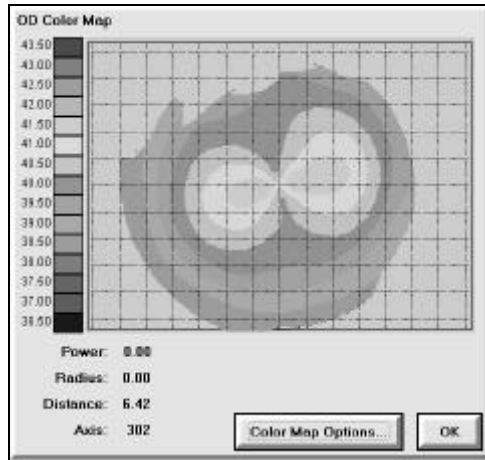 OD Color Map
43.50
43.00
42.50
42.00
41.50
41.00
40.50
40.00
39.50
39.00
38.50
38.00
37.50
37.00
36.50
Power: 0.00
Radius: 0.00
Distance: 6.42
Axis: 302
Color Map Options...
OK